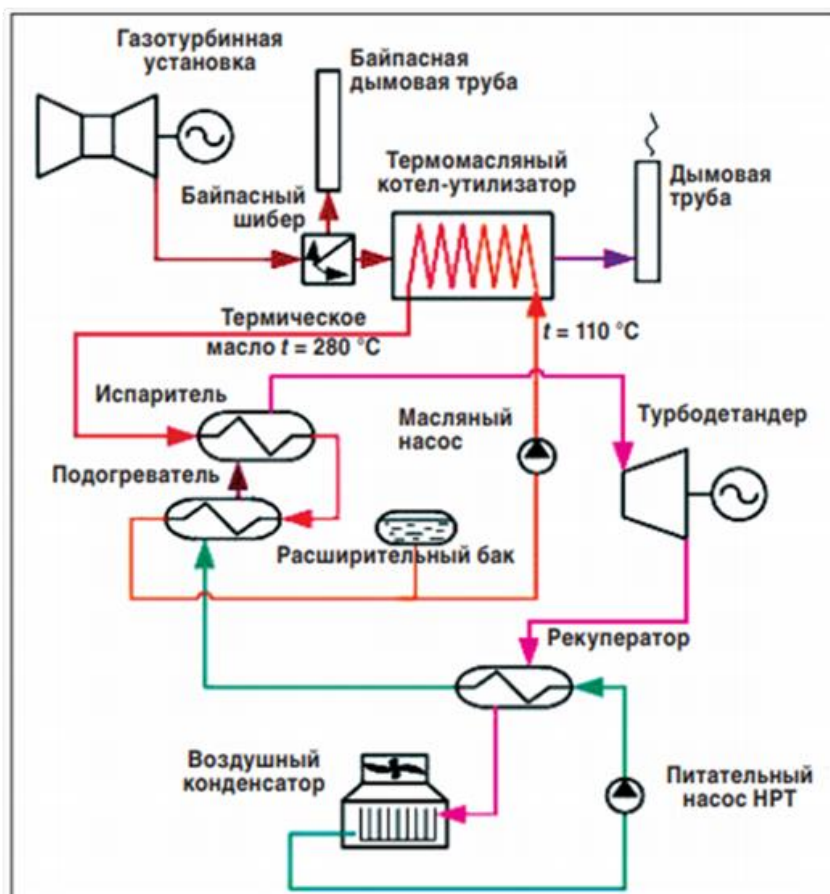 Газотурбинная
установка
Байпасная
дымовая труба
Байпасный
шибер
Термомасляный
котел-утилизатор
Дымовая
труба
Термическое
масло t = 280 °C
t = 110 °C
Испаритель
Масляный
насос
Турбодетандер
Подогреватель
Расширительный бак
Рекуператор
Воздушный
конденсатор
Питательный
насос НРТ